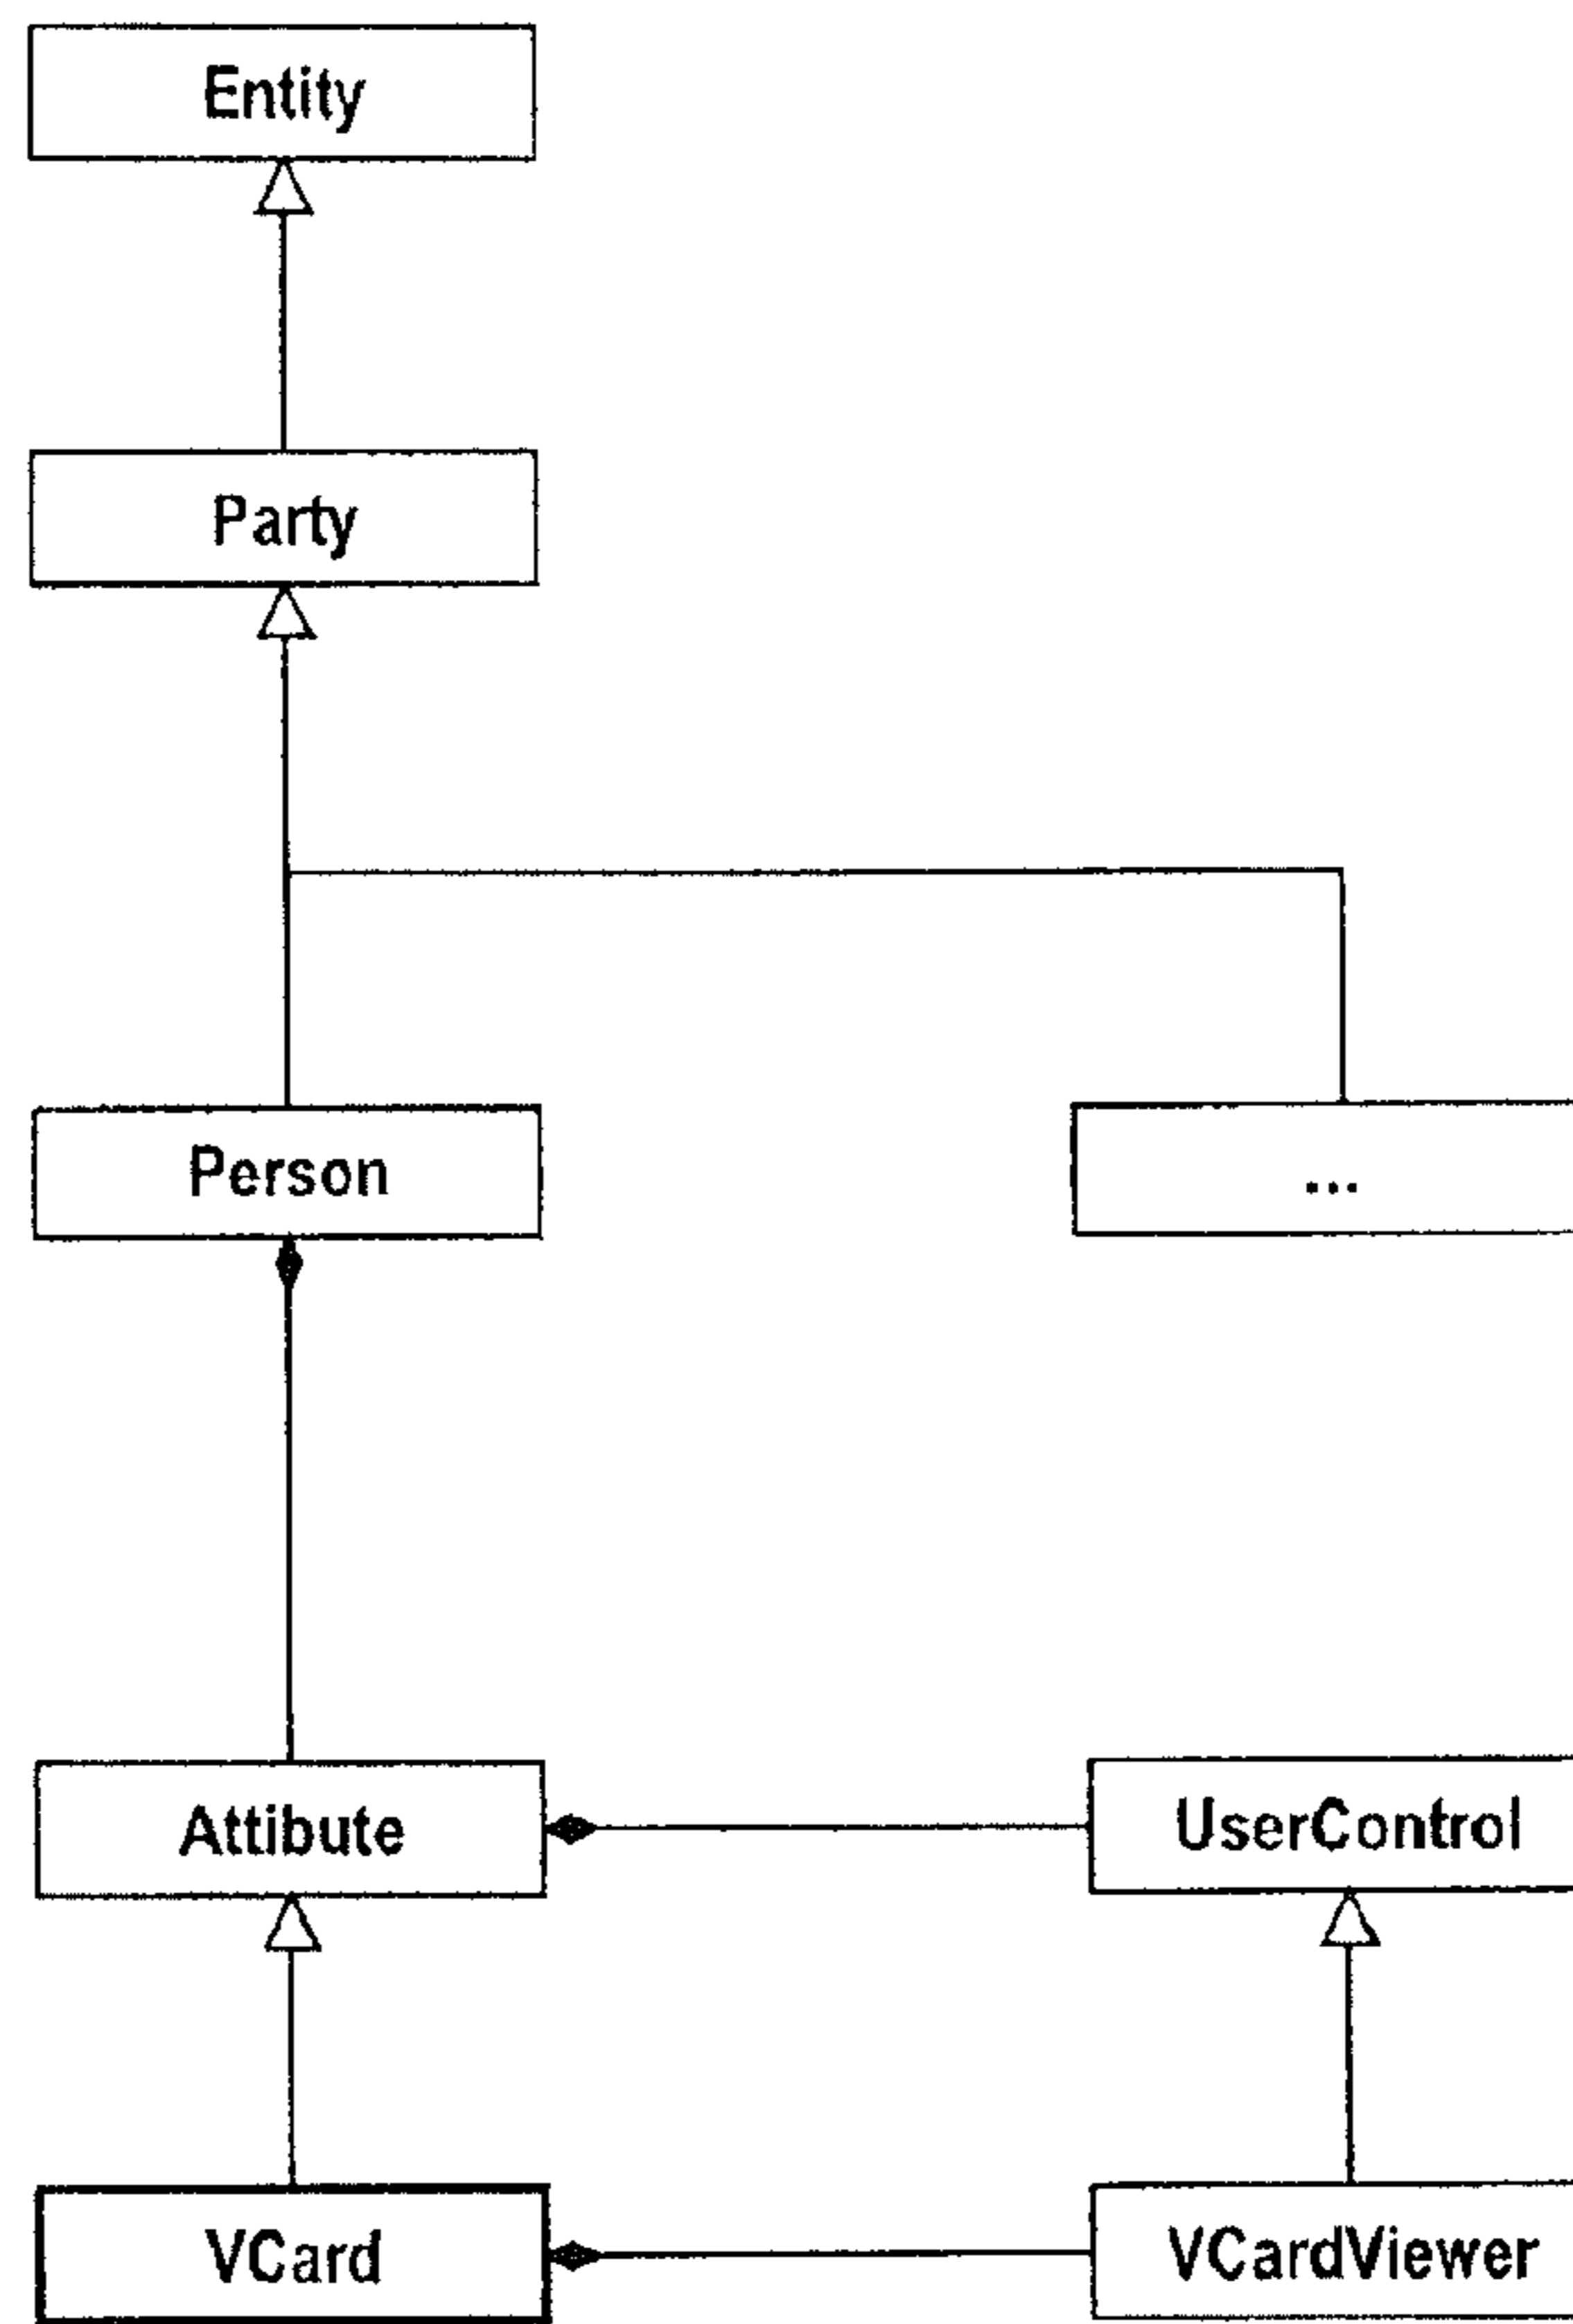 Entity
Party
Person
...
Attibute
UserControl
VCard
VCardViewer